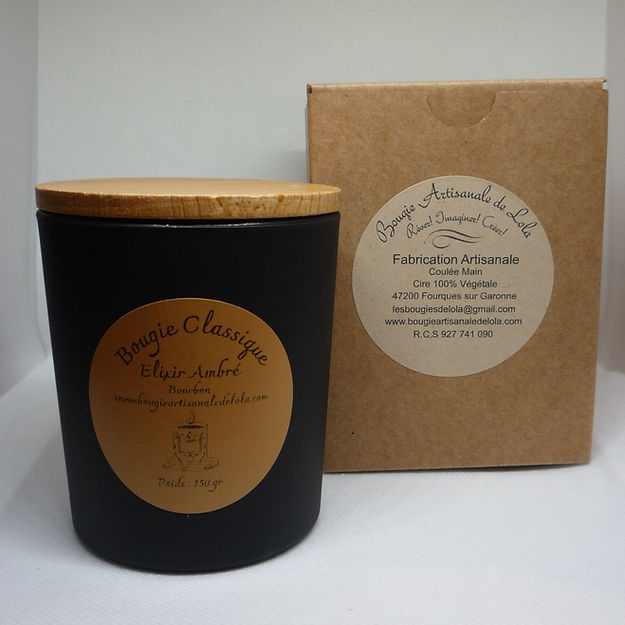 Bougie Classique
Elixir Ambré
Bourbon
www.bougieartisanaledelola.com
Poids : 150 gr
Bougie Artisanale de Lola
Rêver! Imaginer! Créer!
Fabrication Artisanale
Coulée Main
Cire 100% Végétale
47200 Fourques sur Garonne
lesbougiesdelola@gmail.com
www.bougieartisanaledelola.com
R.C.S 927 741 090